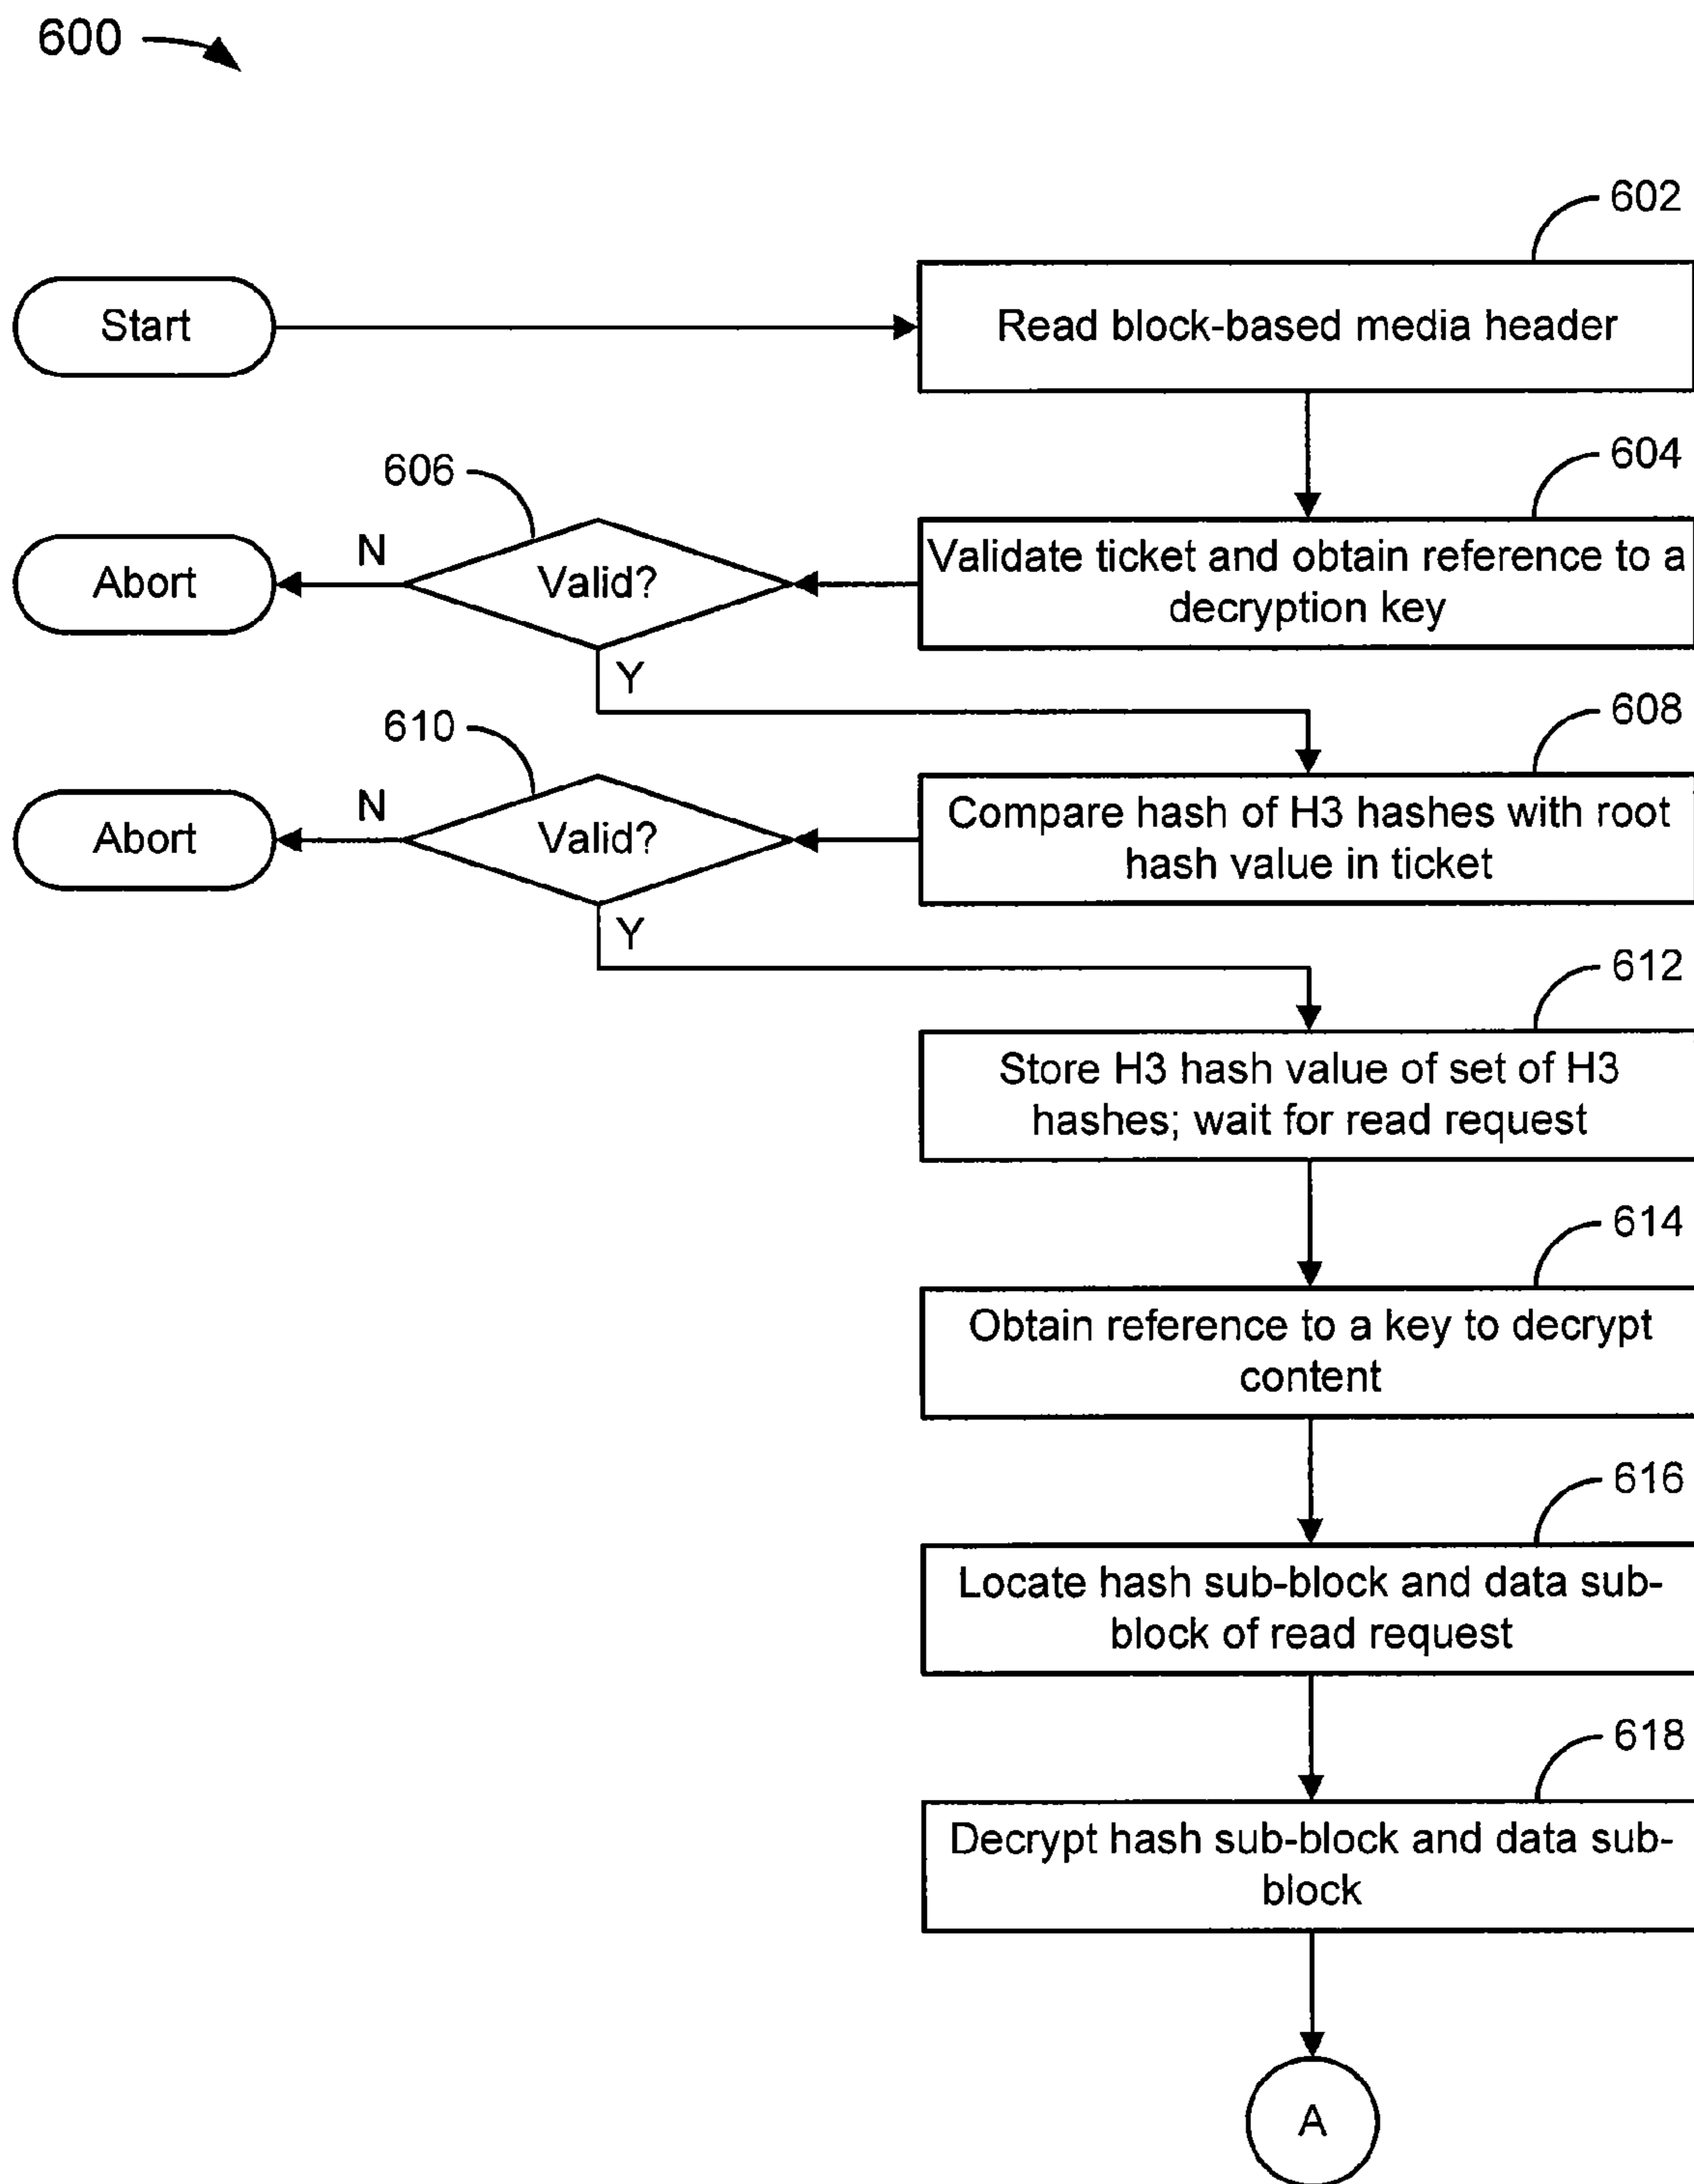 600
602
Start
Read block-based media header
604
606
Validate ticket and obtain reference to a
decryption key
Abort
N
Valid?
Y
608
610
Compare hash of H3 hashes with root
hash value in ticket
Abort
N
Valid?
Y
612
Store H3 hash value of set of H3
hashes; wait for read request
614
Obtain reference to a key to decrypt
content
616
Locate hash sub-block and data sub-
block of read request
618
Decrypt hash sub-block and data sub-
block
A